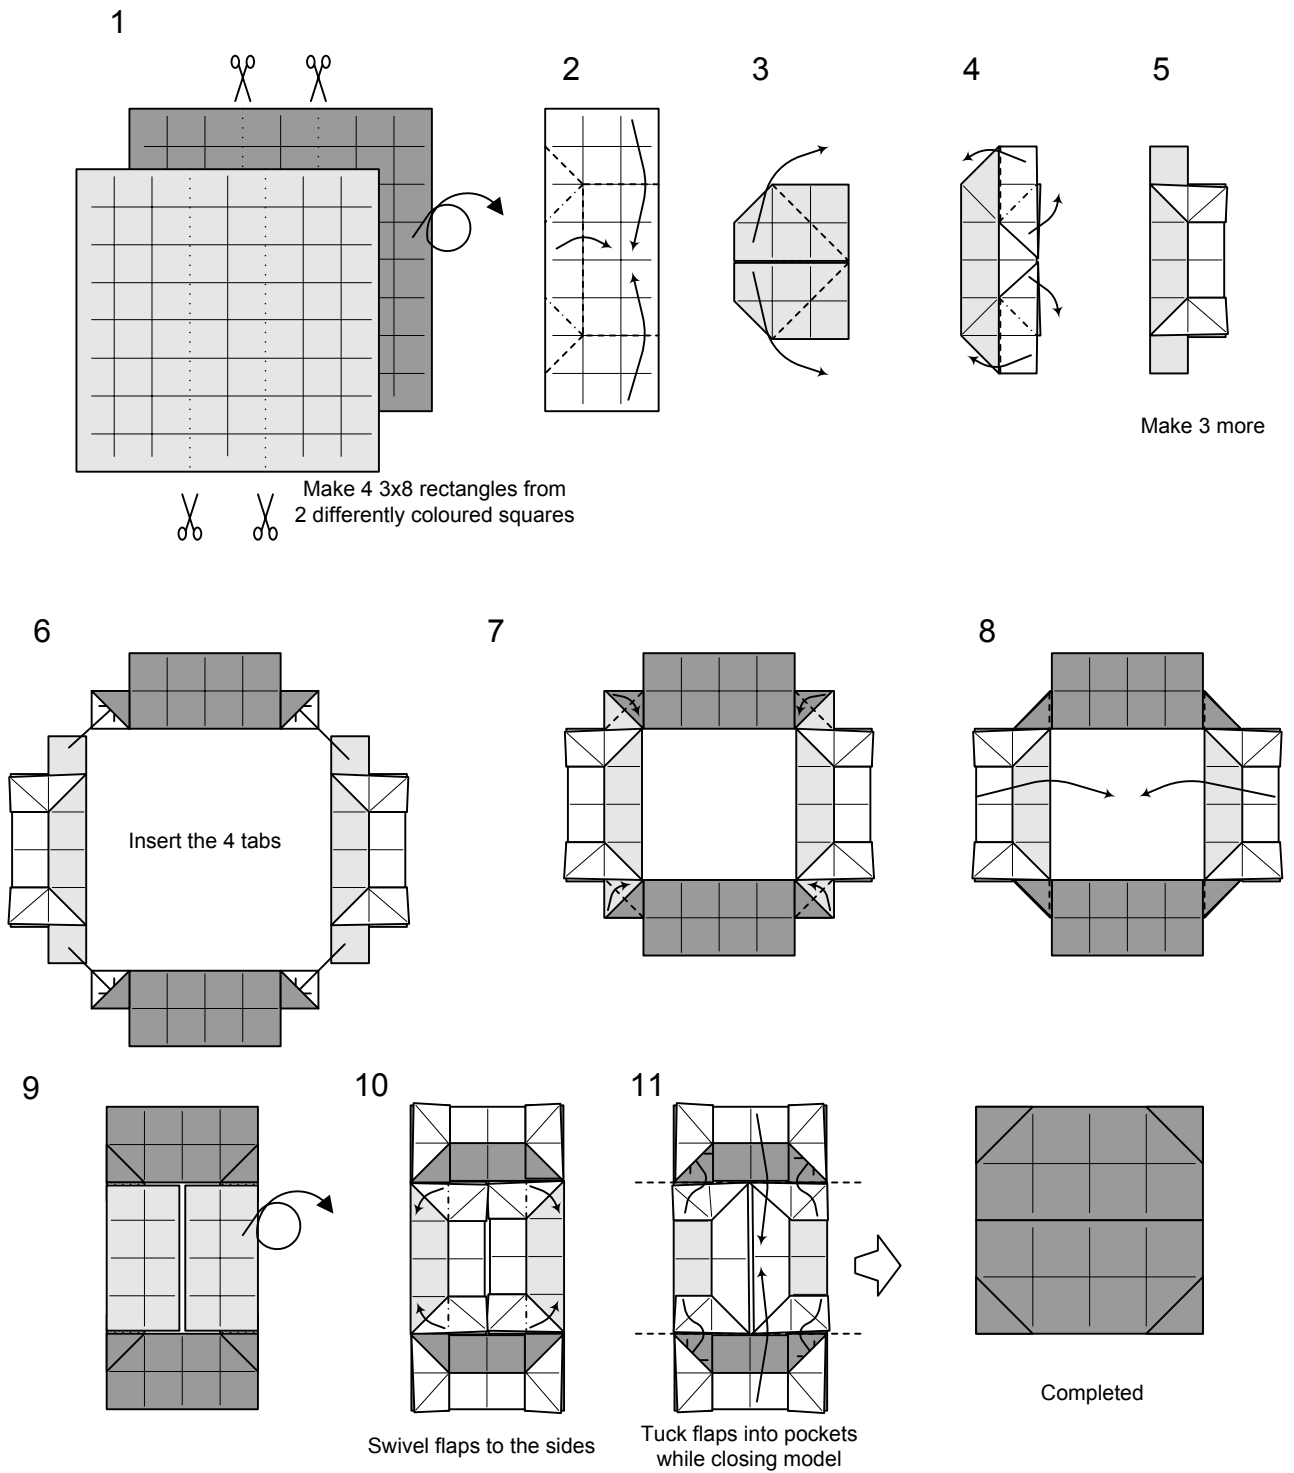 1
2
3
4
5
Make 3 more
Make 4 3x8 rectangles from
2 differently coloured squares
6
7
8
Insert the 4 tabs
9
10
11
Completed
Swivel flaps to the sides
Tuck flaps into pockets
while closing model